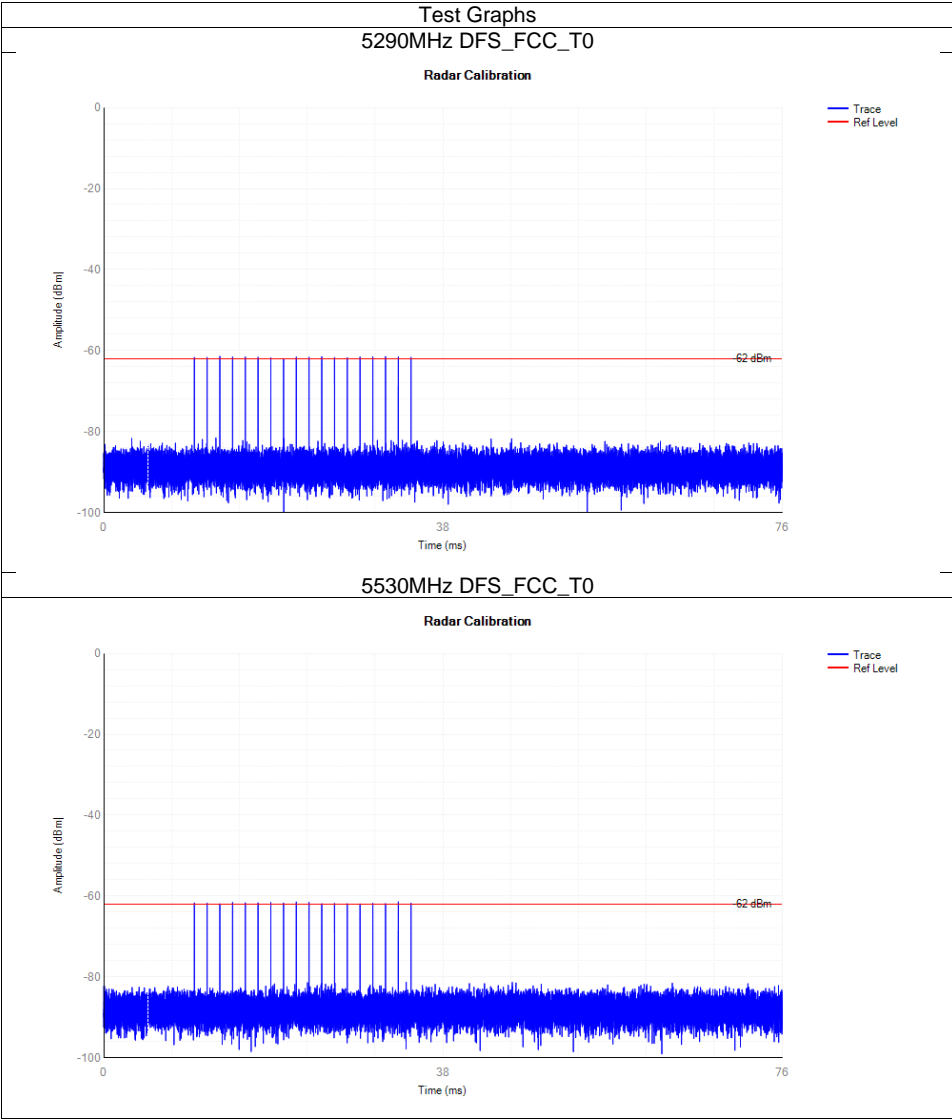 Test Graphs
5290MHz DFS_FCC_T0
Radar Calibration
0
-20
-40
-60
-80
-100
Amplitude (dBm)
Trace
Ref Level
-62 dBm
0
38
76
Time (ms)
5530MHz DFS_FCC_T0
Radar Calibration
0
-20
-40
-60
-80
-100
Amplitude (dBm)
Trace
Ref Level
-62 dBm
0
38
76
Time (ms)